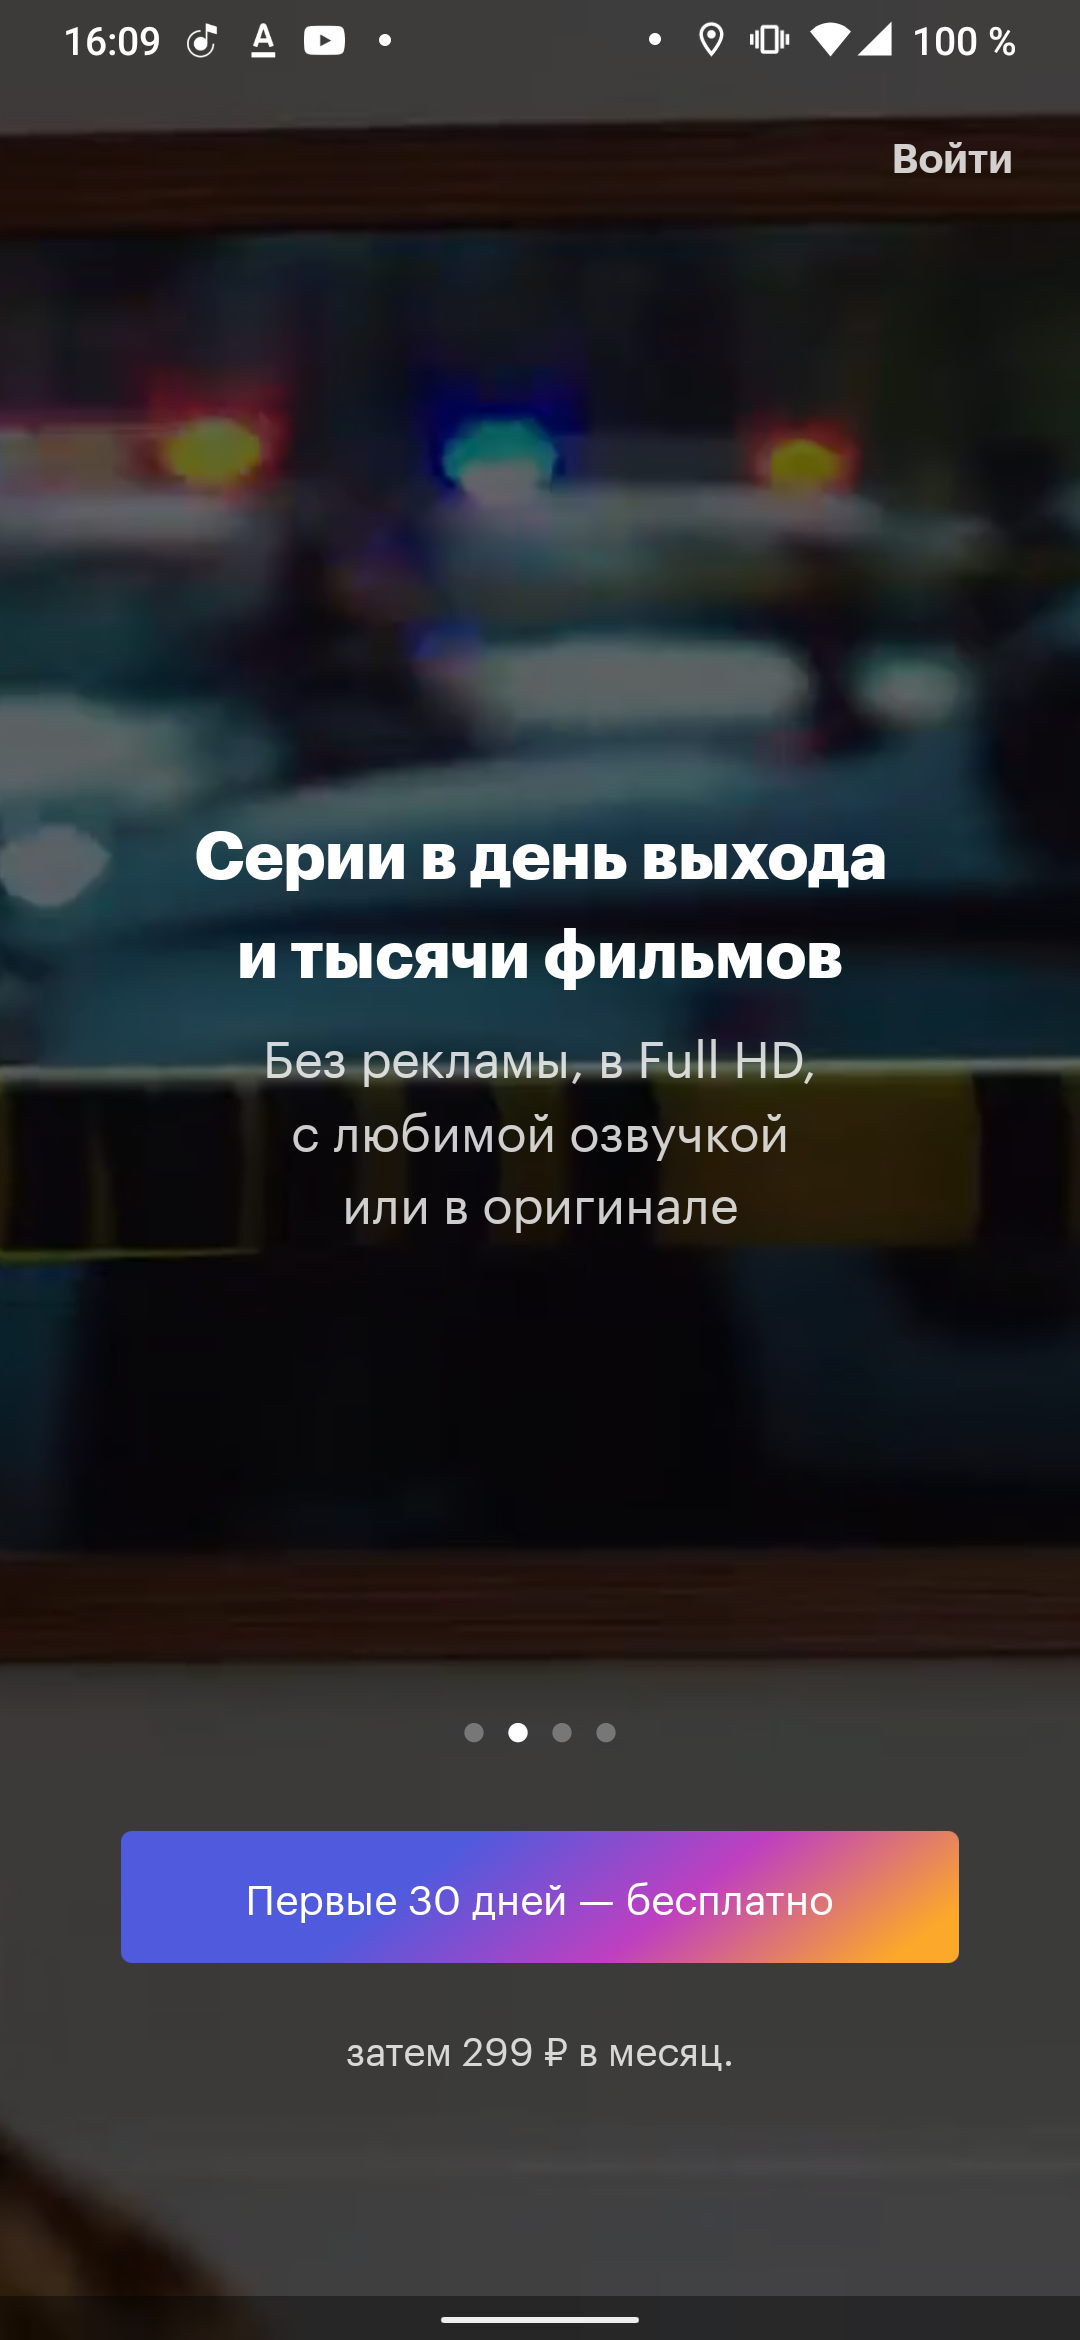 16:09
100 %
Войти
Серии в день выхода
и тысячи фильмов
Без рекламы, в Full HD,
с любимой озвучкой
или в оригинале
Первые 30 дней — бесплатно
затем 299 ₽ в месяц.